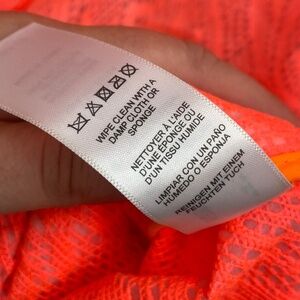 WIPE CLEAN WITH A
DAMP CLOTH OR
SPONGE
NETTOYER À L'AIDE
D'UNE ÉPONGE OU
D'UN TISSU HUMIDE
LIMPIAR CON UN PAÑO
HÚMEDO O ESPONJA
REINIGEN MIT EINEM
FEUCHTEN TUCH